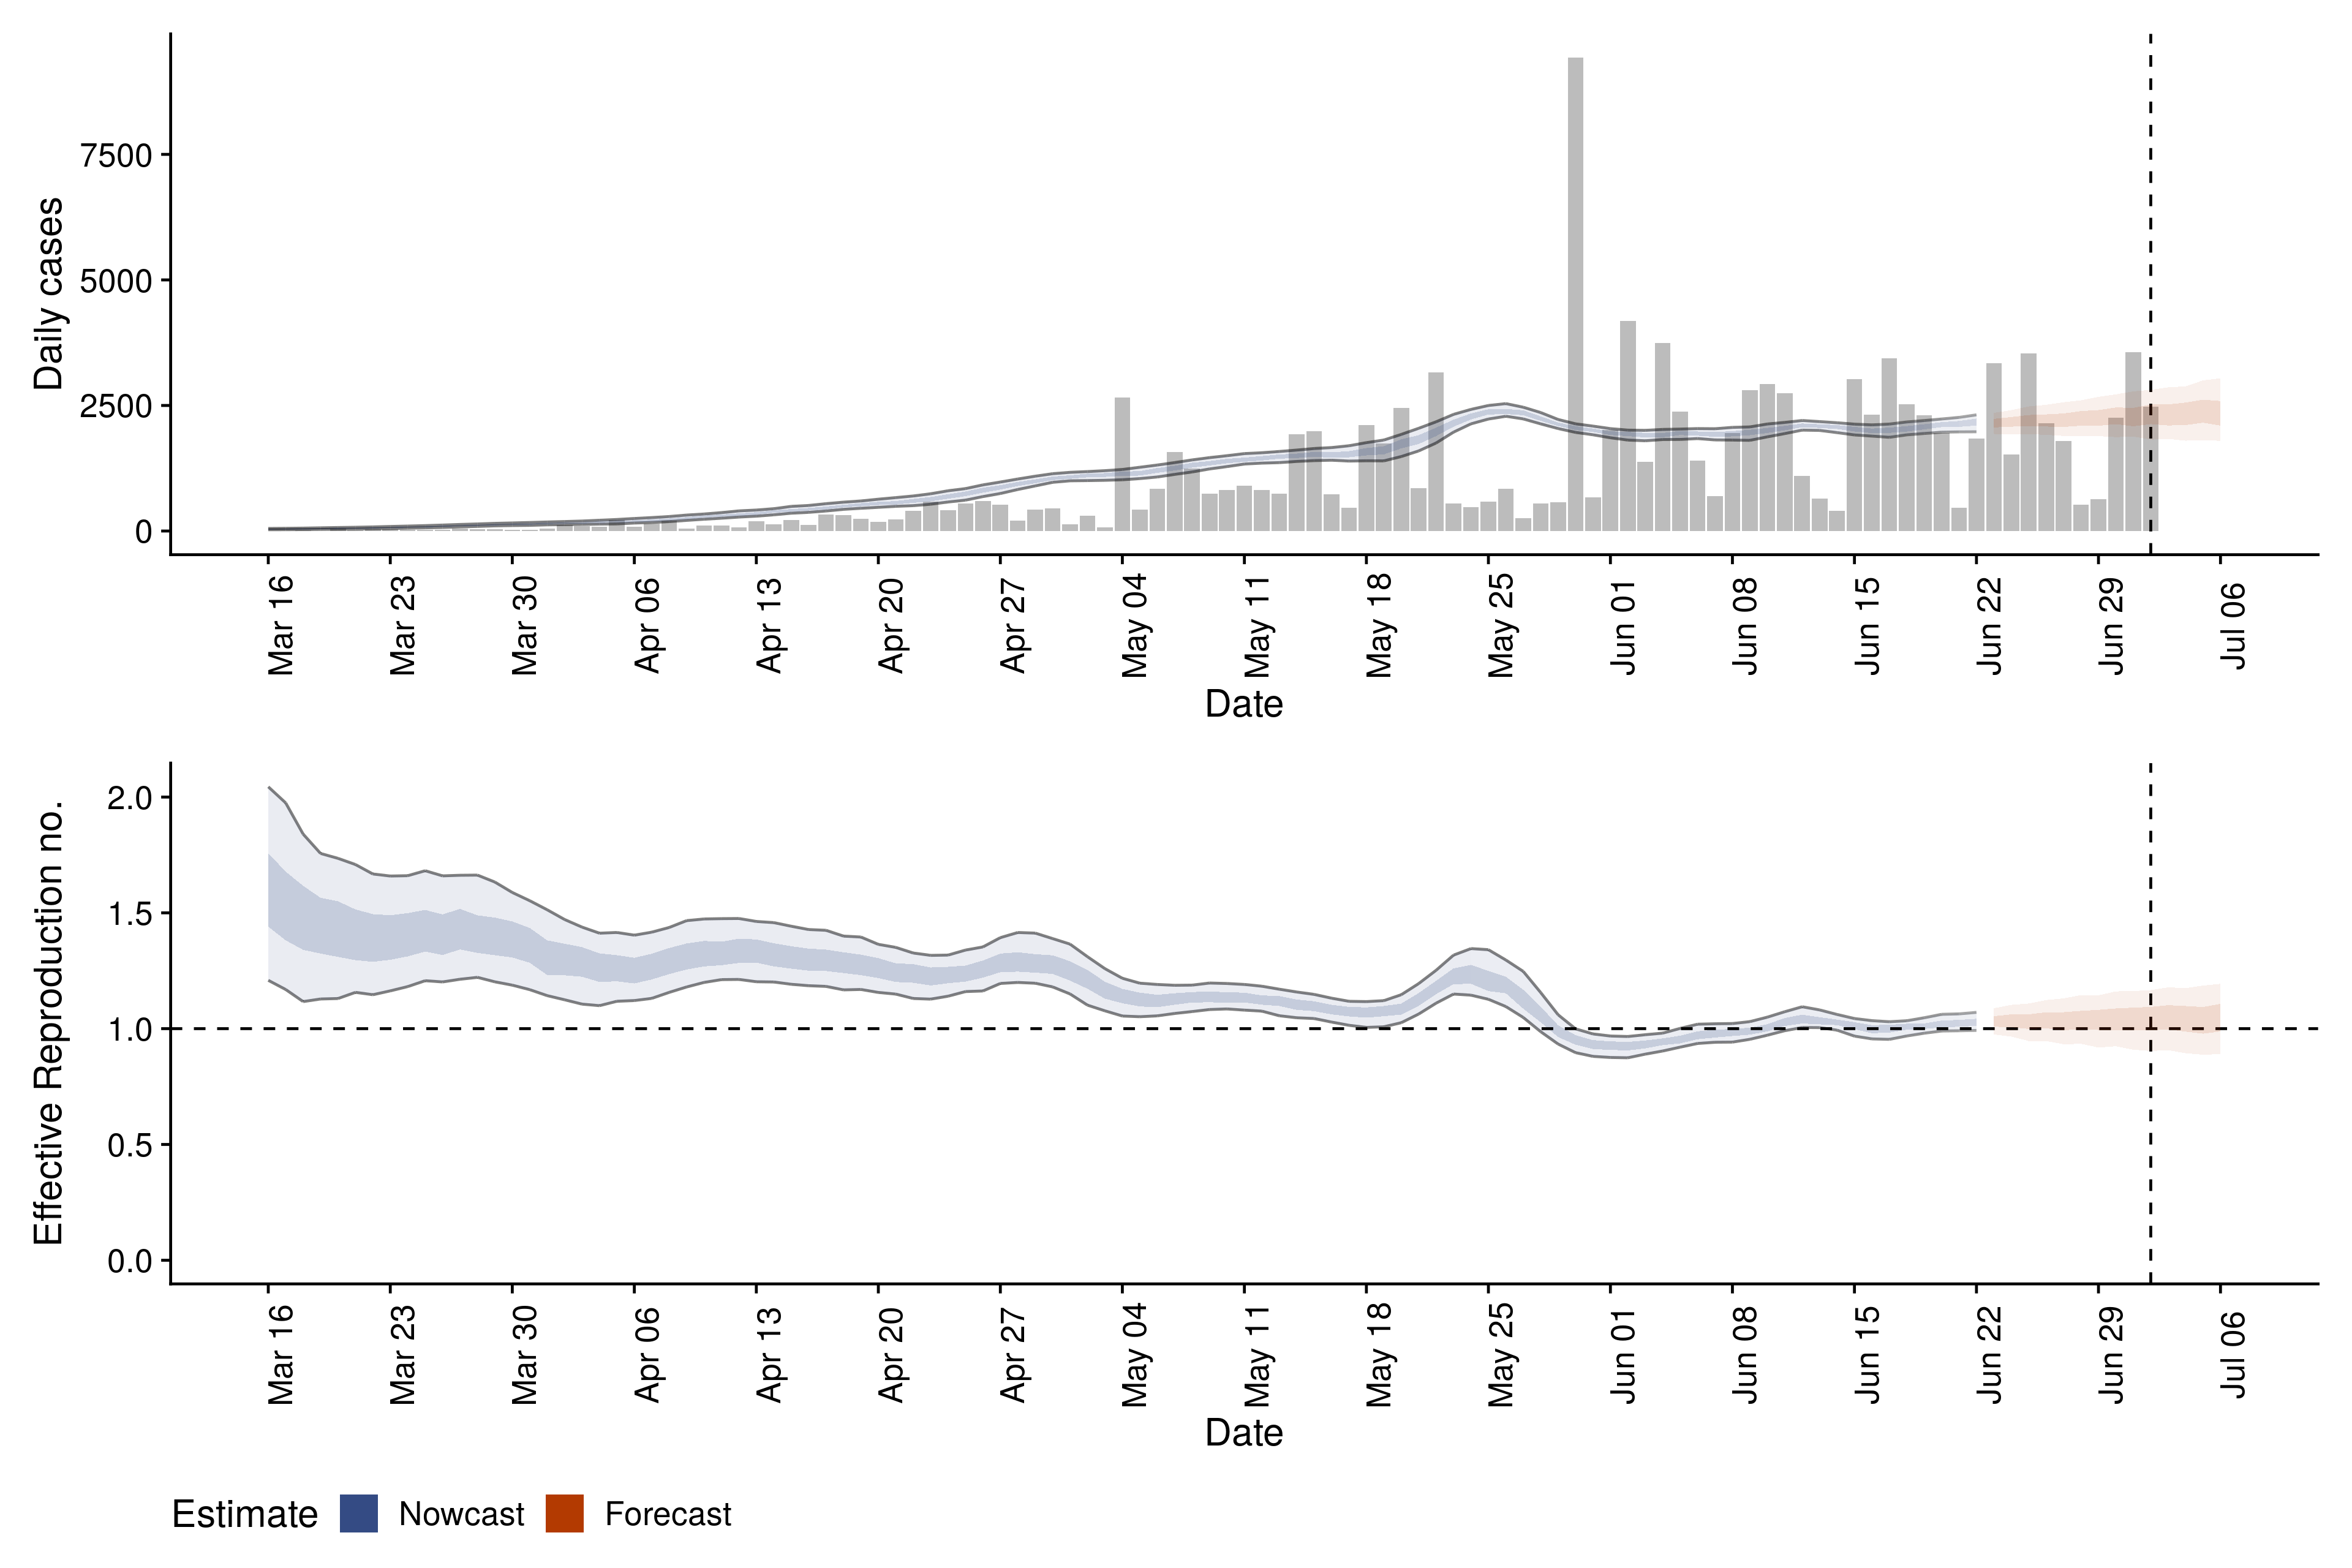 Daily cases
7500
5000
2500
0
Mar 16
Mar 23
Mar 30
Apr 06
Apr 13
Apr 20
Apr 27
May 04
May 11
May 18
May 25
Jun 01
Jun 08
Jun 15
Jun 22
Jun 29
Jul 06
Date
Effective Reproduction no.
2.0
1.5
1.0
0.5
0.0
Mar 16
Mar 23
Mar 30
Apr 06
Apr 13
Apr 20
Apr 27
May 04
May 11
May 18
May 25
Jun 01
Jun 08
Jun 15
Jun 22
Jun 29
Jul 06
Date
Estimate Nowcast Forecast